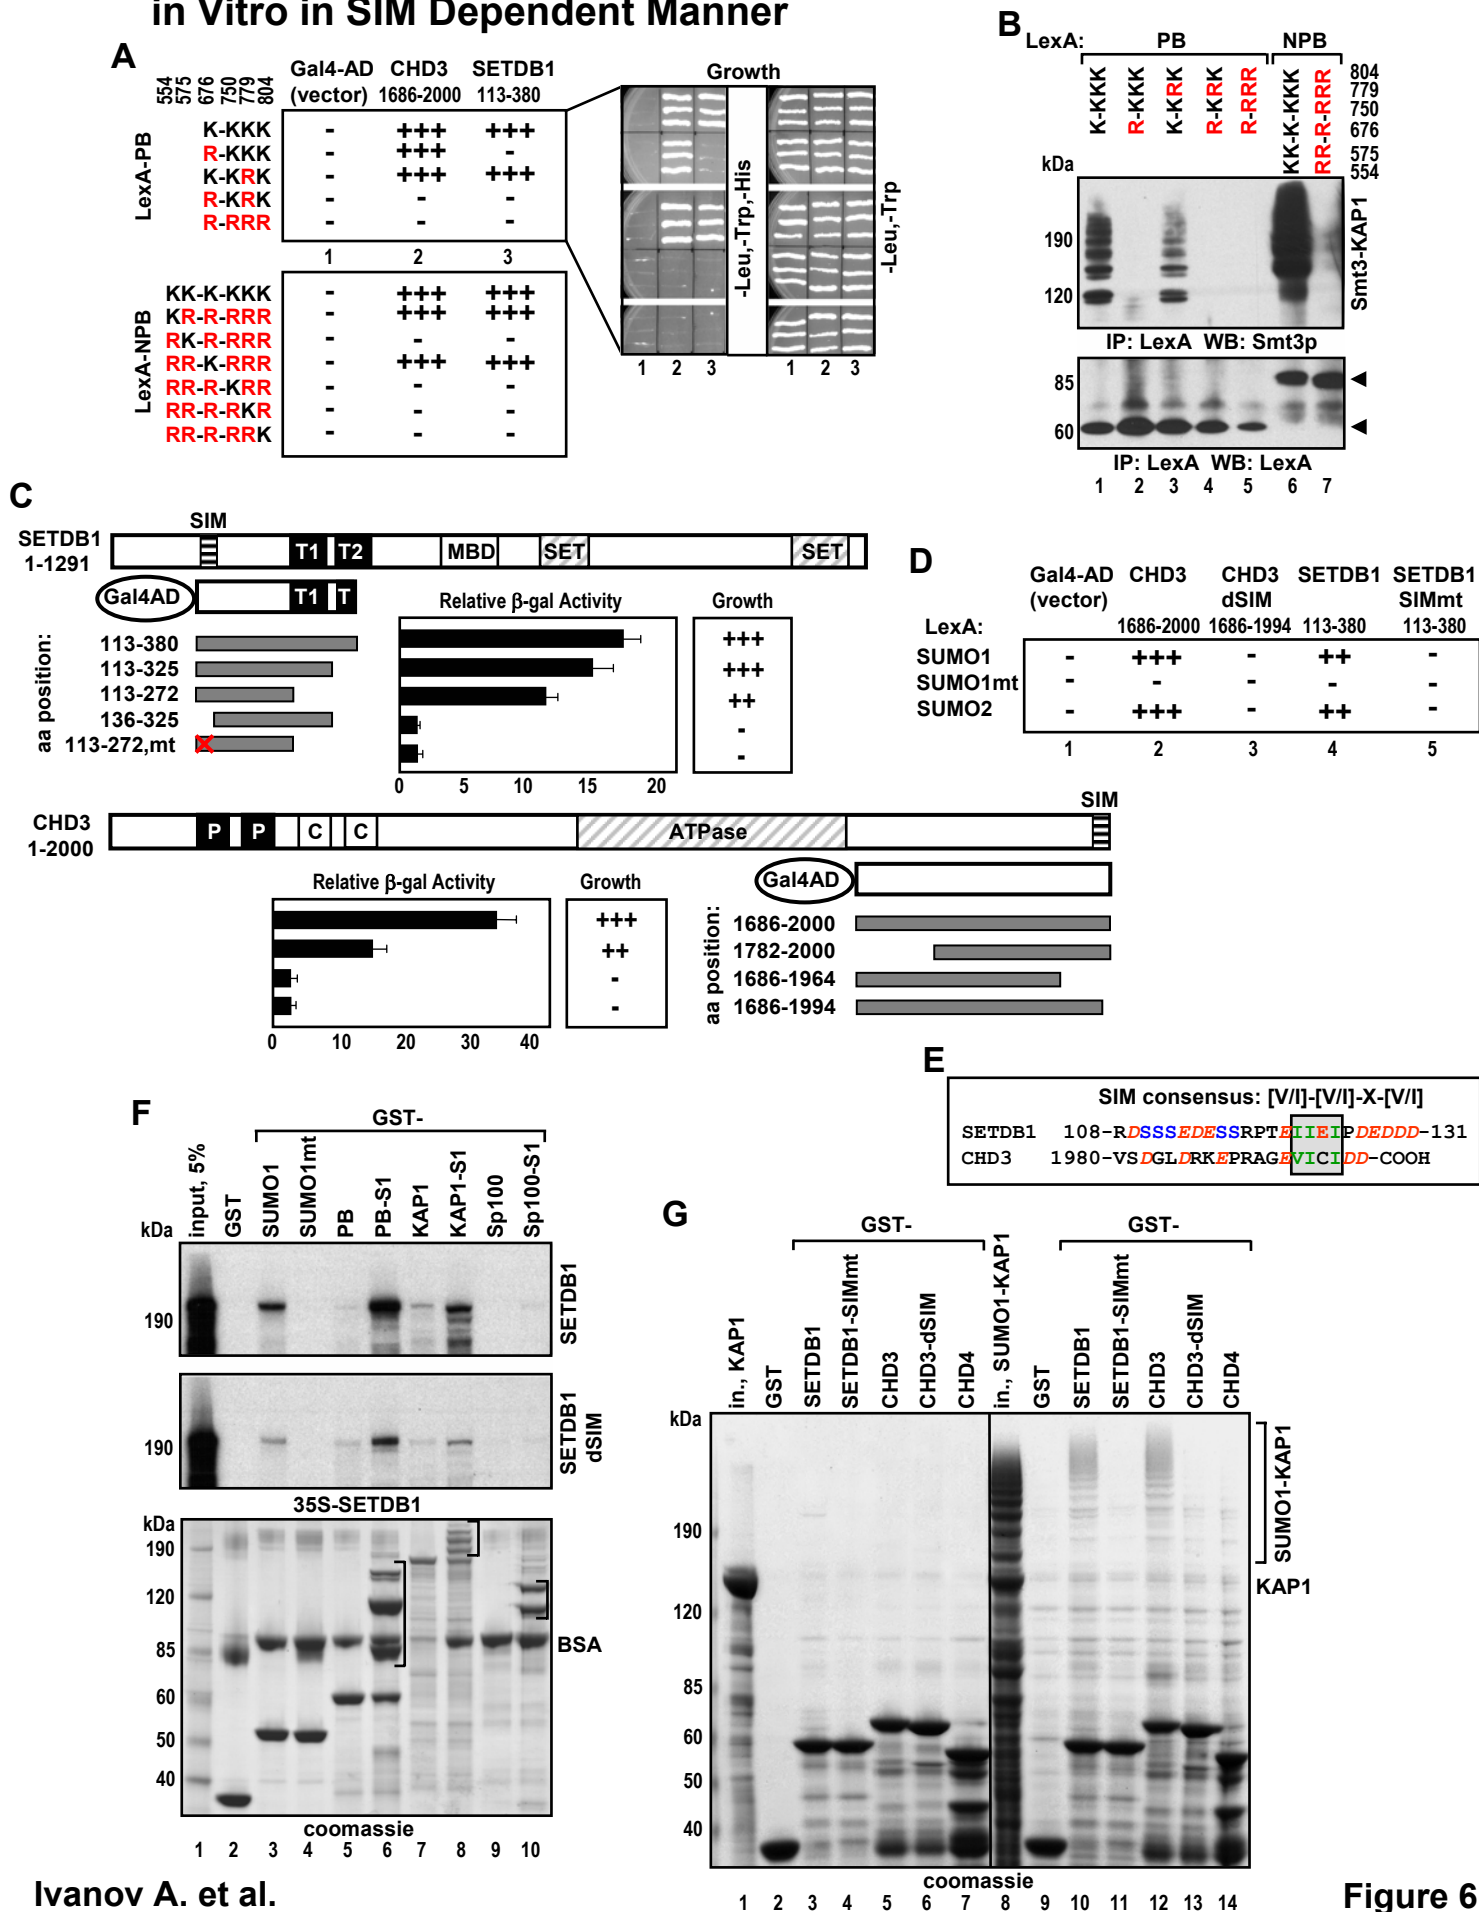 in Vitro in SIM Dependent Manner
A
554 575 676 750 779 804
Gal4-AD (vector)
CHD3 1686-2000
SETDB1 113-380
Growth
LexA-PB
K-KKK - +++ +++
R-KKK - +++ -
K-KRK - +++ +++
R-KRK - - -
R-RRR - - -
1 2 3
LexA-NPB
KK-K-KKK - +++ +++
KR-R-RRR - +++ +++
RK-R-RRR - - -
RR-K-RRR - +++ +++
RR-R-KRR - - -
RR-R-RKR - - -
RR-R-RRK - - -
-Leu,-Trp,-His
-Leu,-Trp
1 2 3 1 2 3
B
LexA: PB NPB
K-KKK R-KKK K-KRK R-KRK R-RRR KK-K-KKK RR-R-RRR
804
779
750
676
575
554
kDa
190
120
Smt3-KAP1
IP: LexA WB: Smt3p
85
60
IP: LexA WB: LexA
1 2 3 4 5 6 7
C
SIM
SETDB1 1-1291
T1 T2 MBD SET SET
Gal4AD T1 T
Relative β-gal Activity Growth
aa position:
113-380 +++
113-325 +++
113-272 ++
136-325 -
113-272,mt -
0 5 10 15 20
SIM
CHD3 1-2000
P P C C ATPase
Gal4AD
Relative β-gal Activity Growth
aa position:
+++ 1686-2000
++ 1782-2000
- 1686-1964
- 1686-1994
0 10 20 30 40
D
Gal4-AD (vector)
CHD3 1686-2000
CHD3 dSIM 1686-1994
SETDB1 113-380
SETDB1 SIMmt 113-380
LexA:
SUMO1 - +++ - ++ -
SUMO1mt - - - -
SUMO2 - +++ - ++ -
1 2 3 4 5
E
SIM consensus: [V/I]-[V/I]-X-[V/I]
SETDB1 108-RDSSSEDESSRPTEIIEIPDEDDD-131
CHD3 1980-VSDGLDRKEPRAGEVICIDD-COOH
F
GST-
kDa
input, 5% GST SUMO1 SUMO1mt PB PB-S1 KAP1 KAP1-S1 Sp100 Sp100-S1
190
SETDB1
190
SETDB1 dSIM
35S-SETDB1
kDa
190
120
85
60
50
40
BSA
coomassie
1 2 3 4 5 6 7 8 9 10
G
GST- GST-
in., KAP1 GST SETDB1 SETDB1-SIMmt CHD3 CHD3-dSIM CHD4 in., SUMO1-KAP1 GST SETDB1 SETDB1-SIMmt CHD3 CHD3-dSIM CHD4
kDa
190
120
85
60
50
40
SUMO1-KAP1
KAP1
coomassie
1 2 3 4 5 6 7 8 9 10 11 12 13 14
Ivanov A. et al.
Figure 6